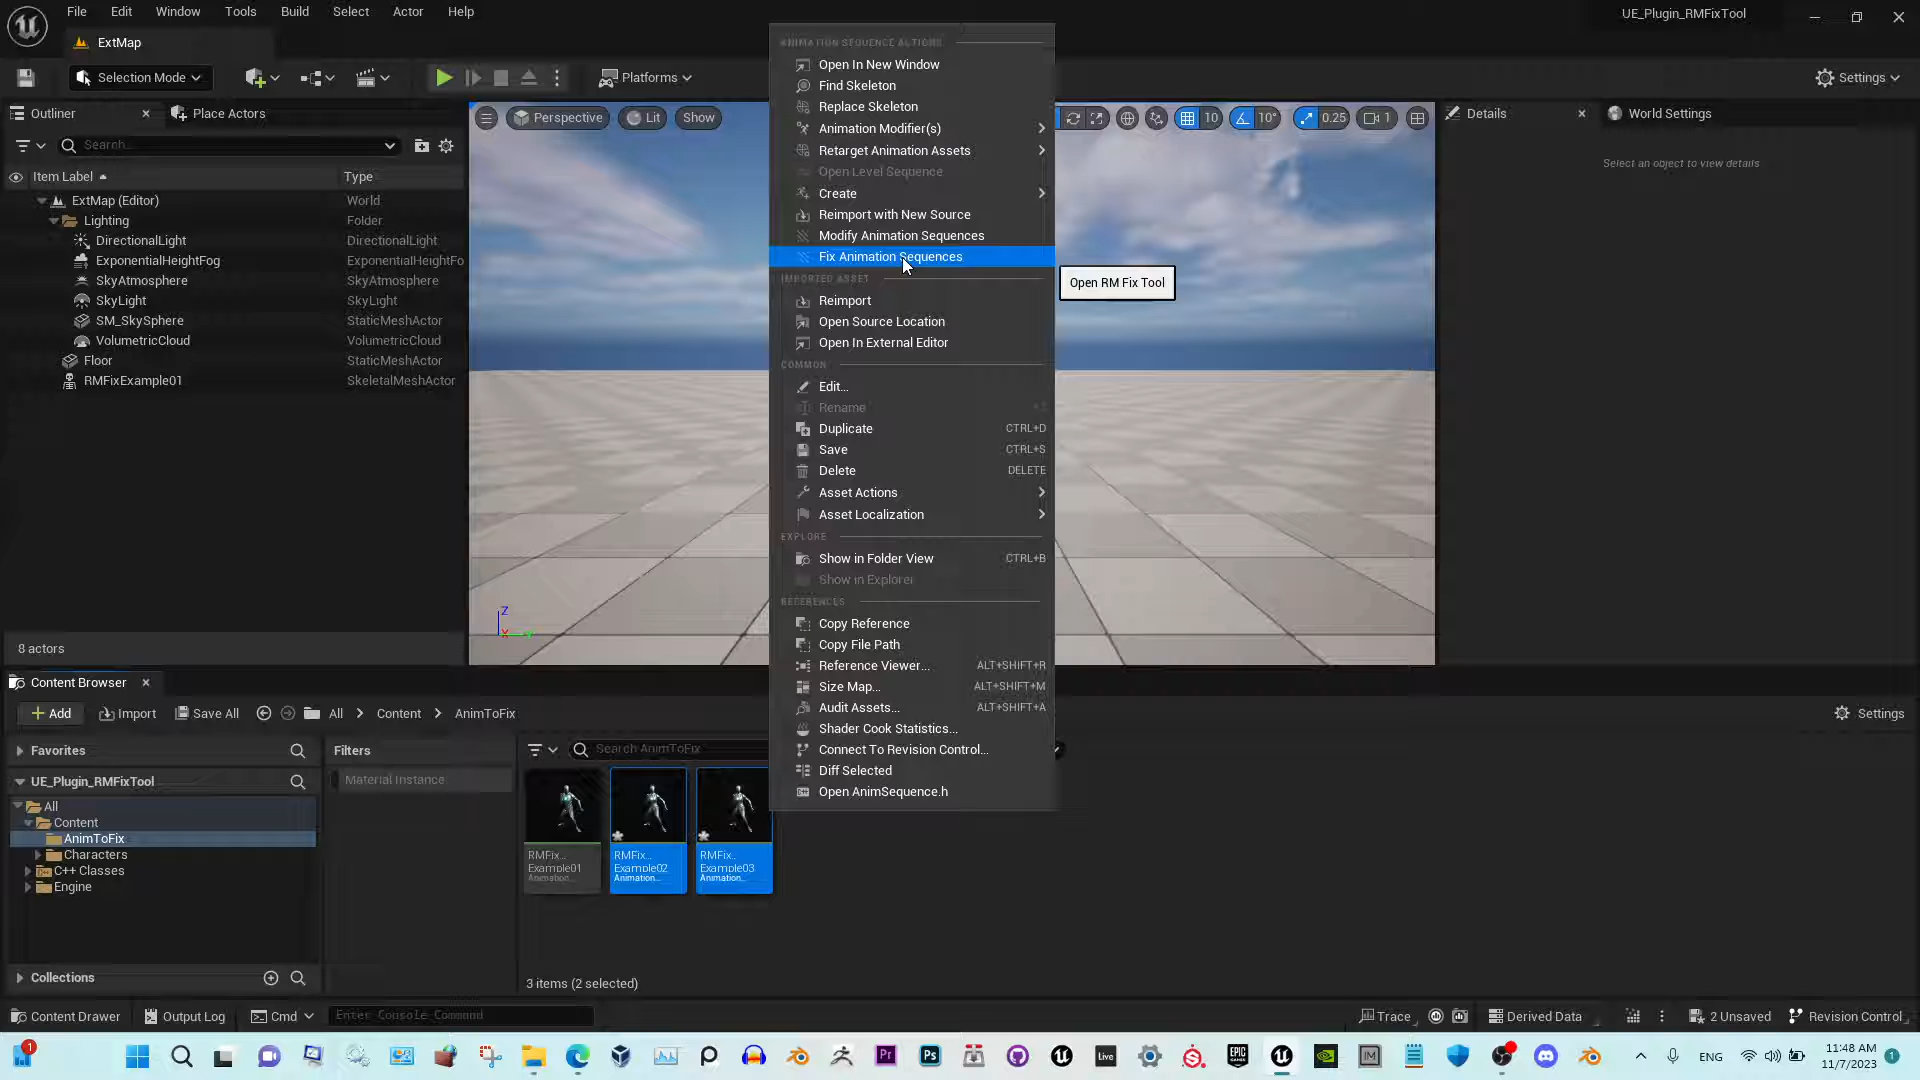 File Edit Window Tools Build Select Actor Help
UE_Plugin_RMFixTool
ExtMap
Selection Mode
Platforms
Settings
Outliner
Place Actors
Search...
Item Label
Type
ExtMap (Editor) World
Lighting Folder
DirectionalLight DirectionalLight
ExponentialHeightFog ExponentialHeightFo
SkyAtmosphere SkyAtmosphere
SkyLight SkyLight
SM_SkySphere StaticMeshActor
VolumetricCloud VolumetricCloud
Floor StaticMeshActor
RMFixExample01 SkeletalMeshActor
8 actors
Perspective
Lit
Show
10
10°
0.25
1
Z
ANIMATION SEQUENCE ACTIONS
Open In New Window
Find Skeleton
Replace Skeleton
Animation Modifier(s)
Retarget Animation Assets
Open Level Sequence
Create
Reimport with New Source
Modify Animation Sequences
Fix Animation Sequences
Open RM Fix Tool
IMPORTED ASSET
Reimport
Open Source Location
Open In External Editor
COMMON
Edit...
Rename
Duplicate CTRL+D
Save CTRL+S
Delete DELETE
Asset Actions
Asset Localization
EXPLORE
Show in Folder View CTRL+B
Show in Explorer
REFERENCES
Copy Reference
Copy File Path
Reference Viewer... ALT+SHIFT+R
Size Map... ALT+SHIFT+M
Audit Assets... ALT+SHIFT+A
Shader Cook Statistics...
Connect To Revision Control...
Diff Selected
Open AnimSequence.h
Details
World Settings
Select an object to view details
Content Browser
Add
Import
Save All
All
Content
AnimToFix
Settings
Favorites
UE_Plugin_RMFixTool
All
Content
AnimToFix
Characters
C++ Classes
Engine
Collections
Filters
Material Instance
Search AnimToFix
RMFix...
Example01
Animation...
RMFix...
Example02
Animation...
RMFix..
Example03
Animation...
3 items (2 selected)
Content Drawer
Output Log
Cmd
Enter Console Command
Trace
Derived Data
2 Unsaved
Revision Control
1
Pr
Ps
Live
EPIC
GAMES
IM
ENG
11:48 AM
11/7/2023
1